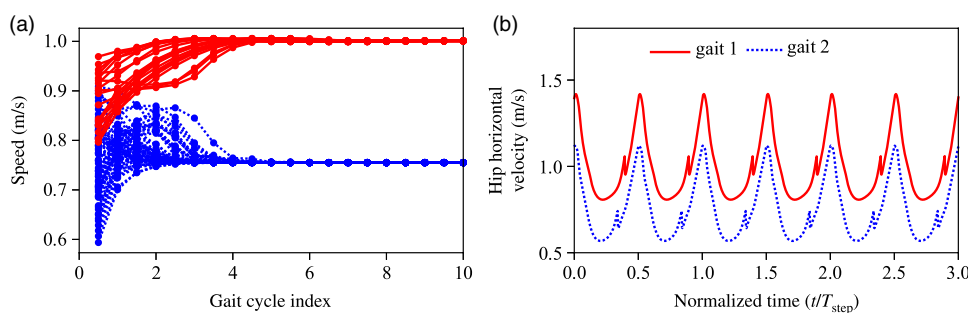 (a)
1.0
0.9
0.8
0.7
0.6
Speed (m/s)
0 2 4 6 8 10
Gait cycle index
(b)
gait 1 gait 2
1.5
1.0
0.5
Hip horizontal
velocity (m/s)
0.0 0.5 1.0 1.5 2.0 2.5 3.0
Normalized time (t/Tstep)